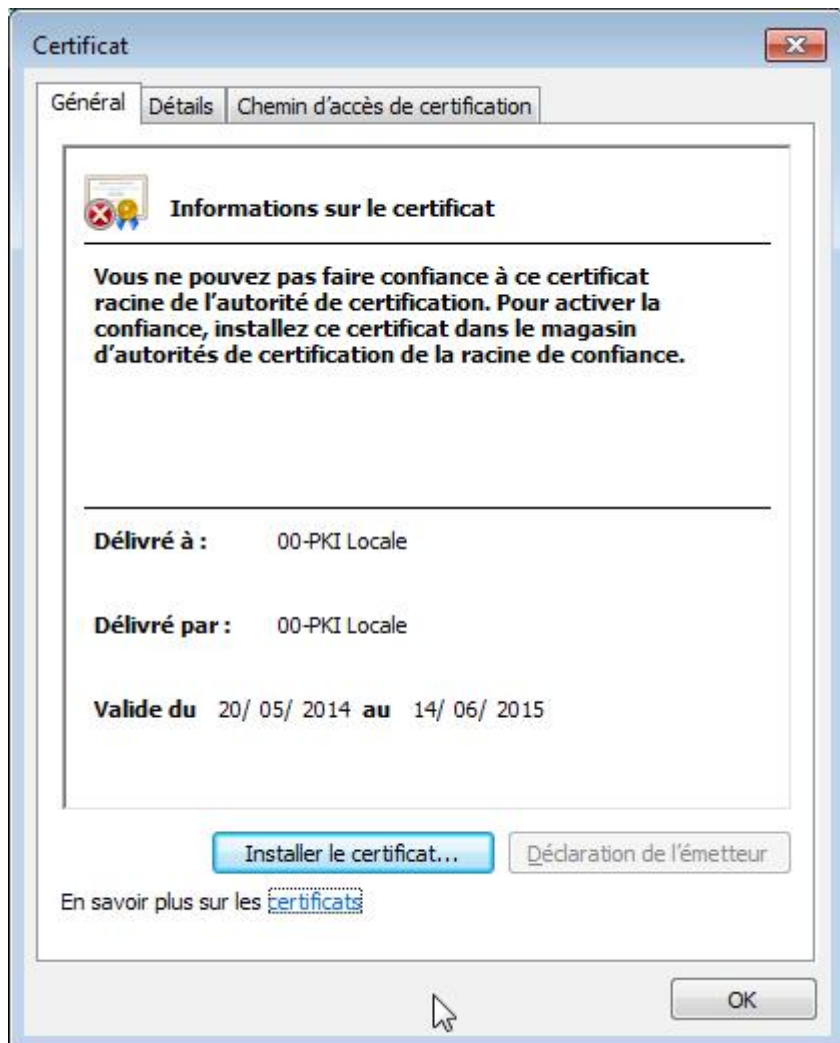 Certificat
Général
Détails
Chemin d'accès de certification
Informations sur le certificat
Vous ne pouvez pas faire confiance à ce certificat
racine de l'autorité de certification. Pour activer la
confiance, installez ce certificat dans le magasin
d'autorités de certification de la racine de confiance.
Délivré à : 00-PKI Locale
Délivré par : 00-PKI Locale
Valide du 20/ 05/ 2014 au 14/ 06/ 2015
Installer le certificat...
Déclaration de l'émetteur
En savoir plus sur les certificats
OK